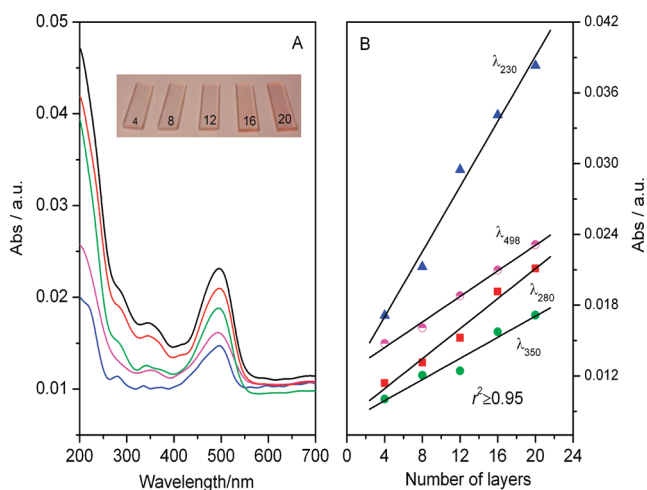 A
0.05
0.04
0.03
0.02
0.01
Abs / a.u.
4 8 12 16 20
200 300 400 500 600 700
Wavelength/nm
B
λ230
λ498
λ280
λ350
r²≥0.95
0.042
0.036
0.030
0.024
0.018
0.012
Abs / a.u.
0 4 8 12 16 20 24
Number of layers